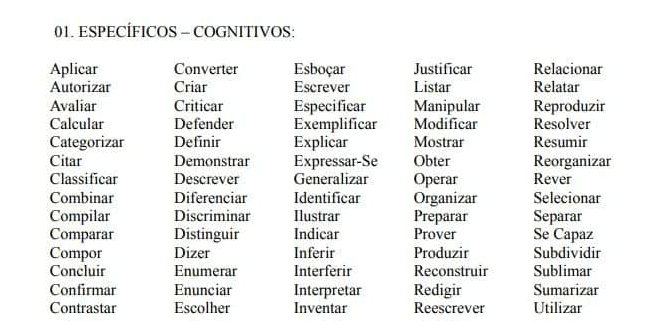 01. ESPECÍFICOS – COGNITIVOS:
Aplicar Converter Esboçar Justificar Relacionar
Autorizar Criar Escrever Listar Relatar
Avaliar Criticar Especificar Manipular Reproduzir
Calcular Defender Exemplificar Modificar Resolver
Categorizar Definir Explicar Mostrar Resumir
Citar Demonstrar Expressar-Se Obter Reorganizar
Classificar Descrever Generalizar Operar Rever
Combinar Diferenciar Identificar Organizar Selecionar
Compilar Discriminar Ilustrar Preparar Separar
Comparar Distinguir Indicar Prover Se Capaz
Compor Dizer Inferir Produzir Subdividir
Concluir Enumerar Interferir Reconstruir Sublimar
Confirmar Enunciar Interpretar Redigir Sumarizar
Contrastar Escolher Inventar Reescrever Utilizar